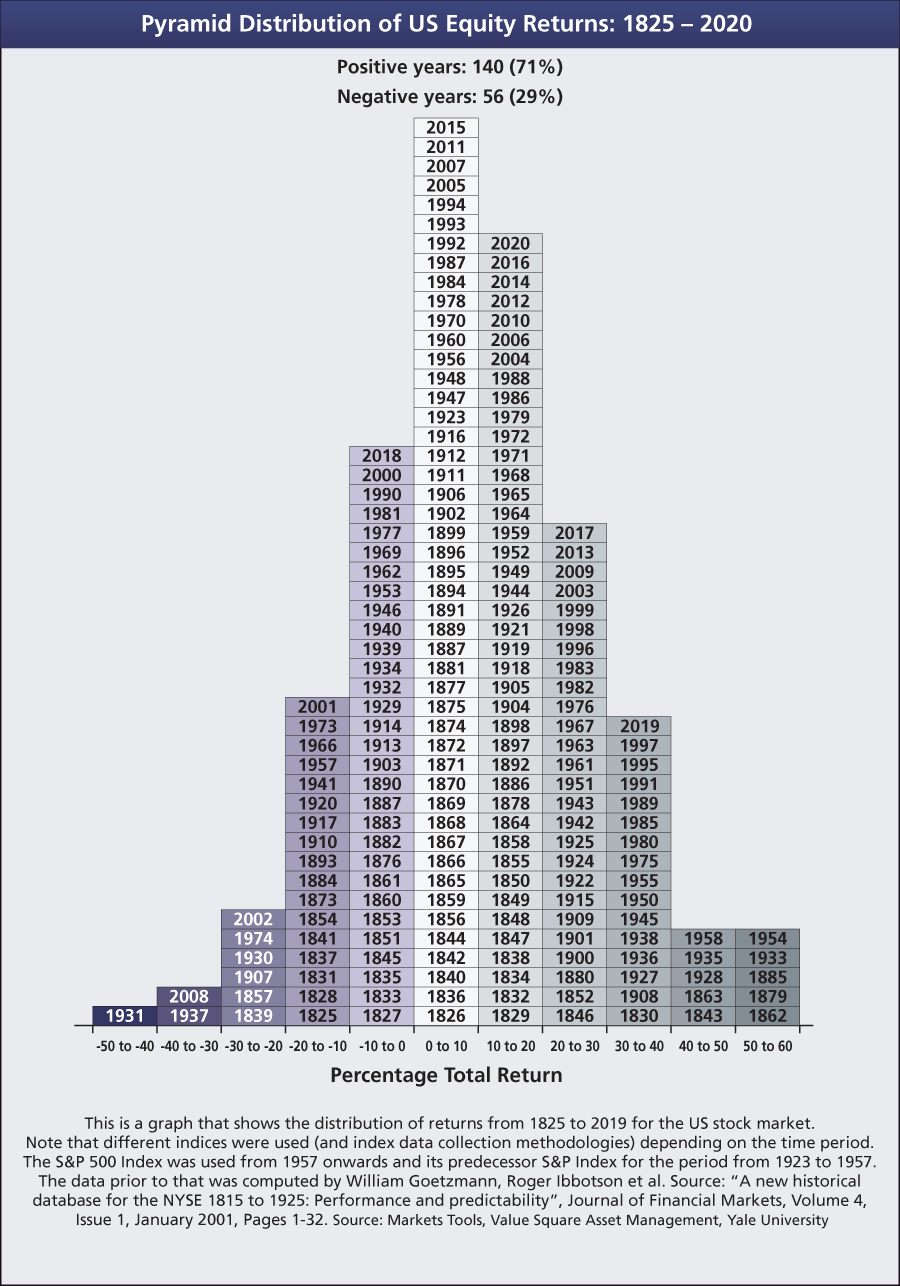 Pyramid Distribution of US Equity Returns: 1825 – 2020
Positive years: 140 (71%)
Negative years: 56 (29%)
2015
2011
2007
2005
1994
1993
1992 2020
1987 2016
1984 2014
1978 2012
1970 2010
1960 2006
1956 2004
1948 1988
1947 1986
1923 1979
1916 1972
2018 1912 1971
2000 1911 1968
1990 1906 1965
1981 1902 1964
1977 1899 1959 2017
1969 1896 1952 2013
1962 1895 1949 2009
1953 1894 1944 2003
1946 1891 1926 1999
1940 1889 1921 1998
1939 1887 1919 1996
1934 1881 1918 1983
1932 1877 1905 1982
2001 1929 1875 1904 1976
1973 1914 1874 1898 1967 2019
1966 1913 1872 1897 1963 1997
1957 1903 1871 1892 1961 1995
1941 1890 1870 1886 1951 1991
1920 1887 1869 1878 1943 1989
1917 1883 1868 1864 1942 1985
1910 1882 1867 1858 1925 1980
1893 1876 1866 1855 1924 1975
1884 1861 1865 1850 1922 1955
1873 1860 1859 1849 1915 1950
2002 1854 1853 1856 1848 1909 1945
1974 1841 1851 1844 1847 1901 1938 1958 1954
1930 1837 1845 1842 1838 1900 1936 1935 1933
1907 1831 1835 1840 1834 1880 1927 1928 1885
2008 1857 1828 1833 1836 1832 1852 1908 1863 1879
1931 1937 1839 1825 1827 1826 1829 1846 1830 1843 1862
-50 to -40 -40 to -30 -30 to -20 -20 to -10 -10 to 0 0 to 10 10 to 20 20 to 30 30 to 40 40 to 50 50 to 60
Percentage Total Return
This is a graph that shows the distribution of returns from 1825 to 2019 for the US stock market.
Note that different indices were used (and index data collection methodologies) depending on the time period.
The S&P 500 Index was used from 1957 onwards and its predecessor S&P Index for the period from 1923 to 1957.
The data prior to that was computed by William Goetzmann, Roger Ibbotson et al. Source: “A new historical
database for the NYSE 1815 to 1925: Performance and predictability”, Journal of Financial Markets, Volume 4,
Issue 1, January 2001, Pages 1-32. Source: Markets Tools, Value Square Asset Management, Yale University